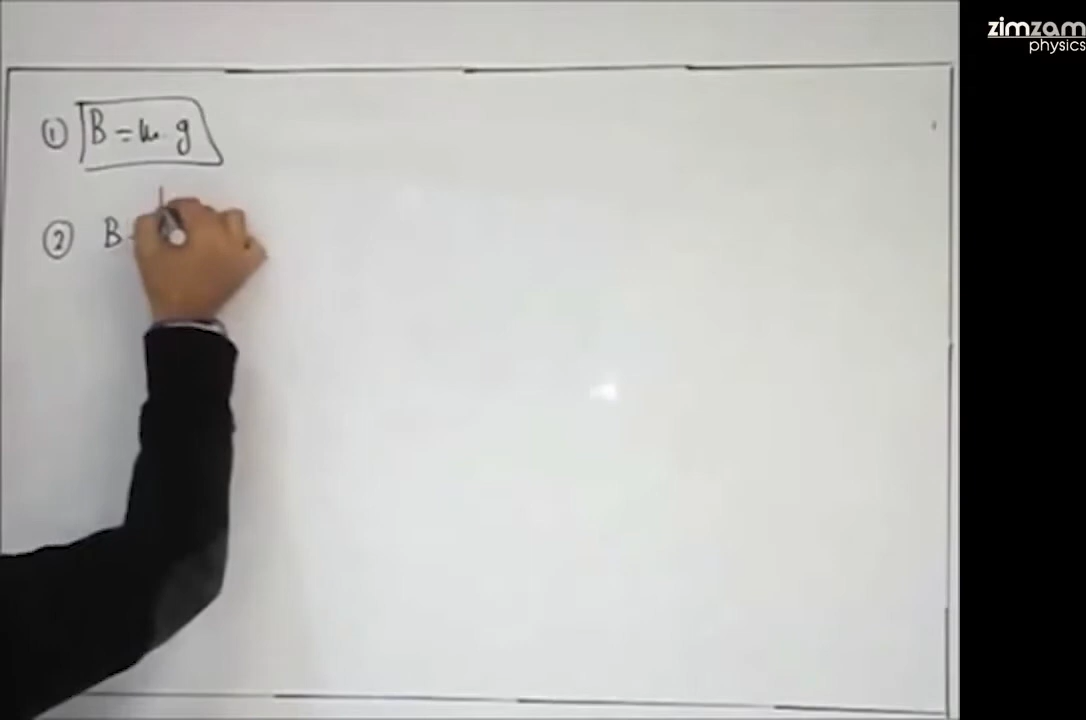 zimzam
physics
① B = m. g
② B